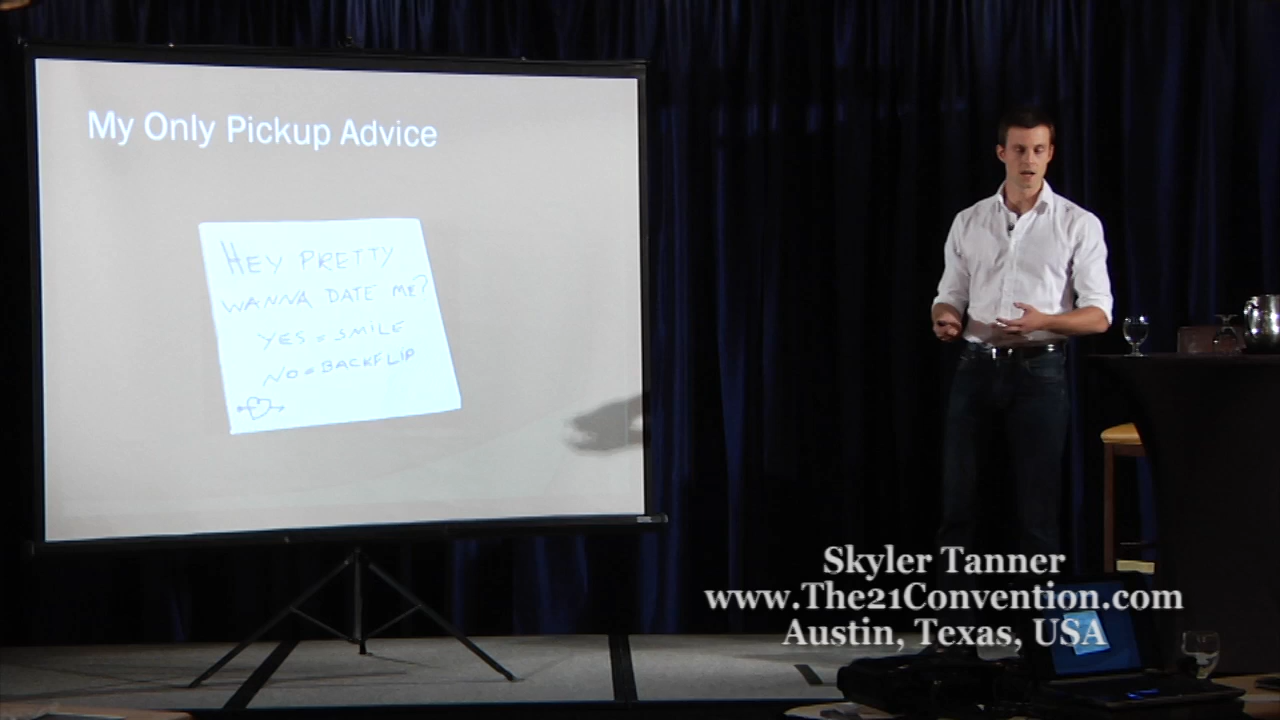 My Only Pickup Advice
HEY PRETTY
WANNA DATE ME?
YES = SMILE
NO = BACKFLIP
Skyler Tanner
www.The21Convention.com
Austin, Texas, USA